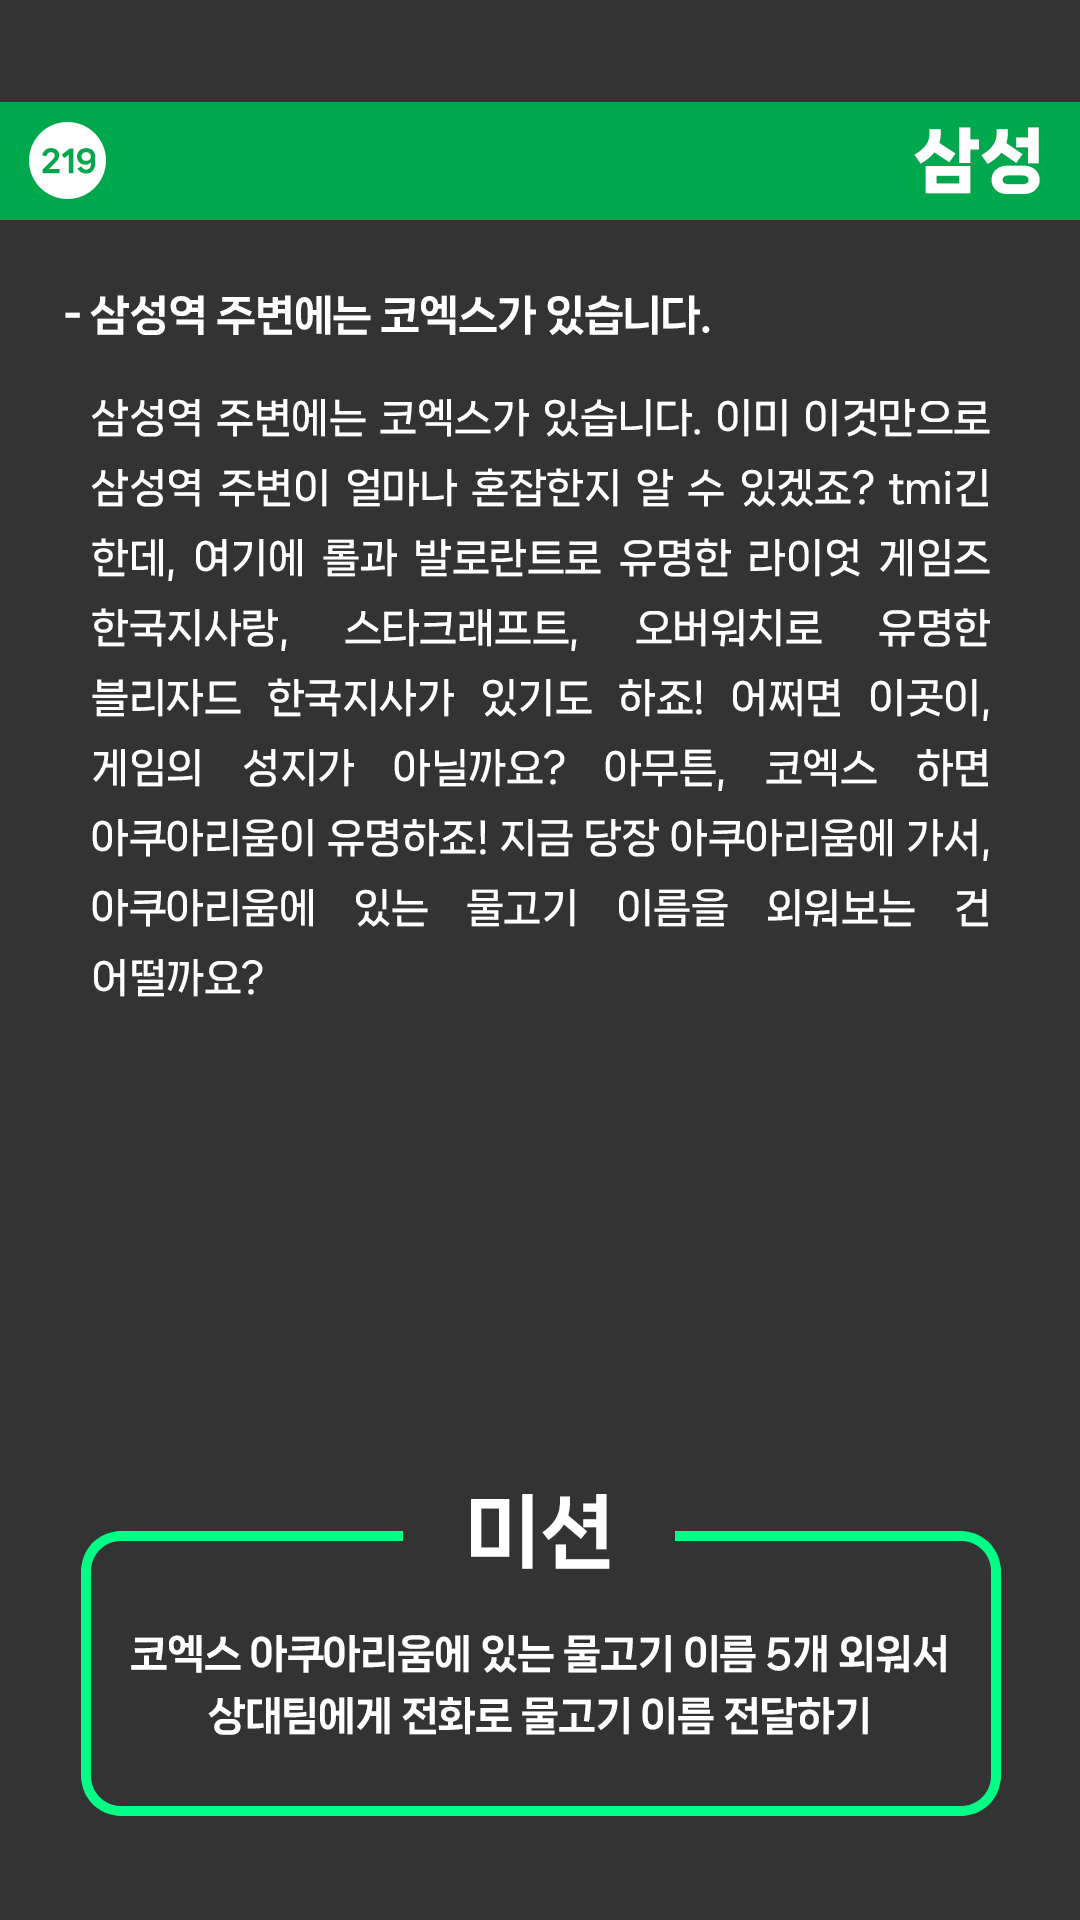 219
삼성
- 삼성역 주변에는 코엑스가 있습니다.
삼성역 주변에는 코엑스가 있습니다. 이미 이것만으로
삼성역 주변이 얼마나 혼잡한지 알 수 있겠죠? tmi긴
한데, 여기에 롤과 발로란트로 유명한 라이엇 게임즈
한국지사랑, 스타크래프트, 오버워치로 유명한
블리자드 한국지사가 있기도 하죠! 어쩌면 이곳이,
게임의 성지가 아닐까요? 아무튼, 코엑스 하면
아쿠아리움이 유명하죠! 지금 당장 아쿠아리움에 가서,
아쿠아리움에 있는 물고기 이름을 외워보는 건
어떨까요?
미션
코엑스 아쿠아리움에 있는 물고기 이름 5개 외워서
상대팀에게 전화로 물고기 이름 전달하기